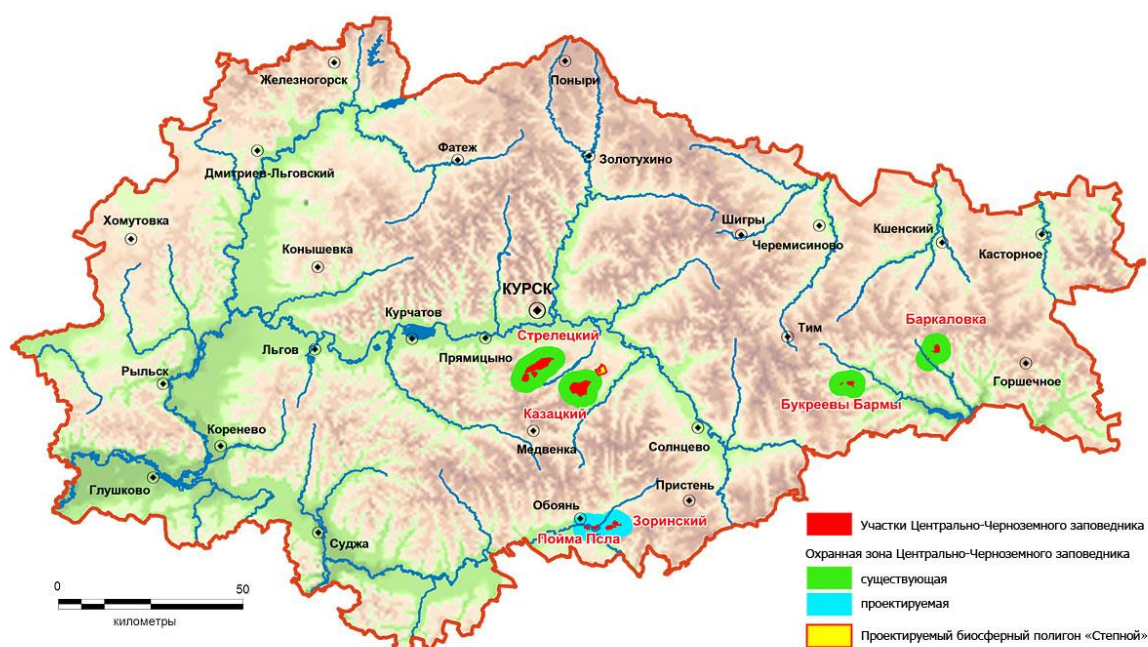 Железногорск
Поныри
Фатеж
Золотухино
Дмитриев-Льговский
Хомутовка
Шигры
Черемисиново
Кшенский
Касторное
Конышевка
КУРСК
Курчатов
Стрелецкий
Баркаловка
Льгов
Прямицыно
Тим
Рыльск
Горшечное
Букреевы Бармы
Казацкий
Коренево
Медвенка
Солнцево
Глушково
Обоянь
Пристень
Зоринский
Пойма Псла
Суджа
0 50
километры
Участки Центрально-Черноземного заповедника
Охранная зона Центрально-Черноземного заповедника
существующая
проектируемая
Проектируемый биосферный полигон «Степной»